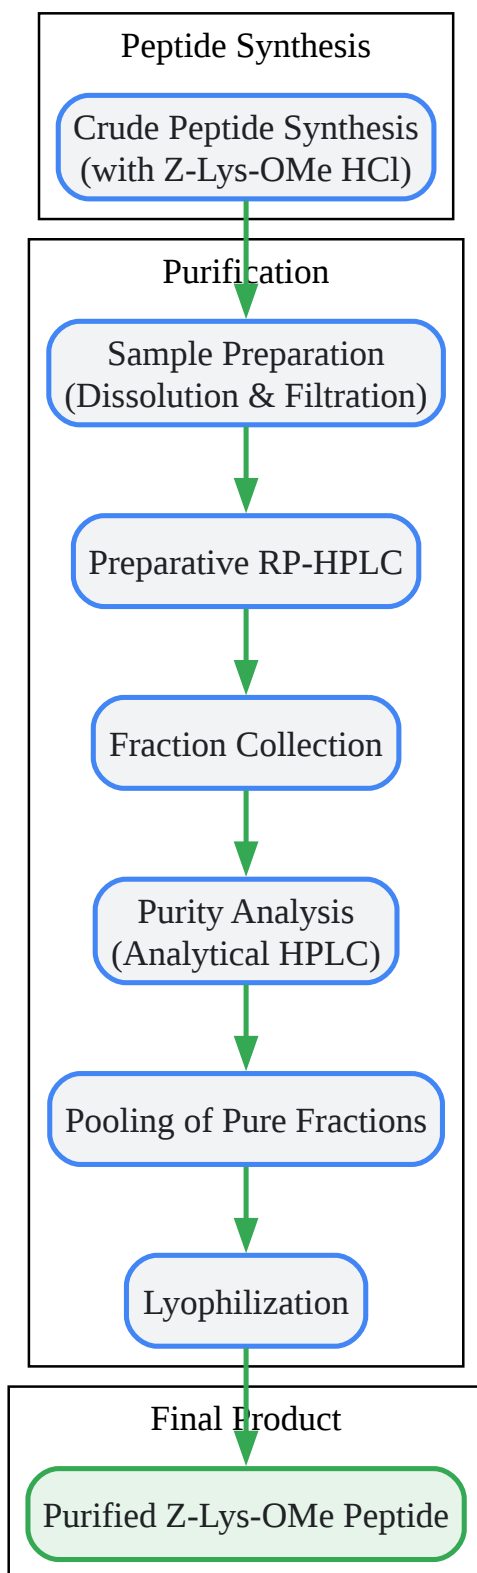 Peptide Synthesis
Crude Peptide Synthesis
(with Z-Lys-OMe HCl)
Purification
Sample Preparation
(Dissolution & Filtration)
Preparative RP-HPLC
Fraction Collection
Purity Analysis
(Analytical HPLC)
Pooling of Pure Fractions
Lyophilization
Final Product
Purified Z-Lys-OMe Peptide